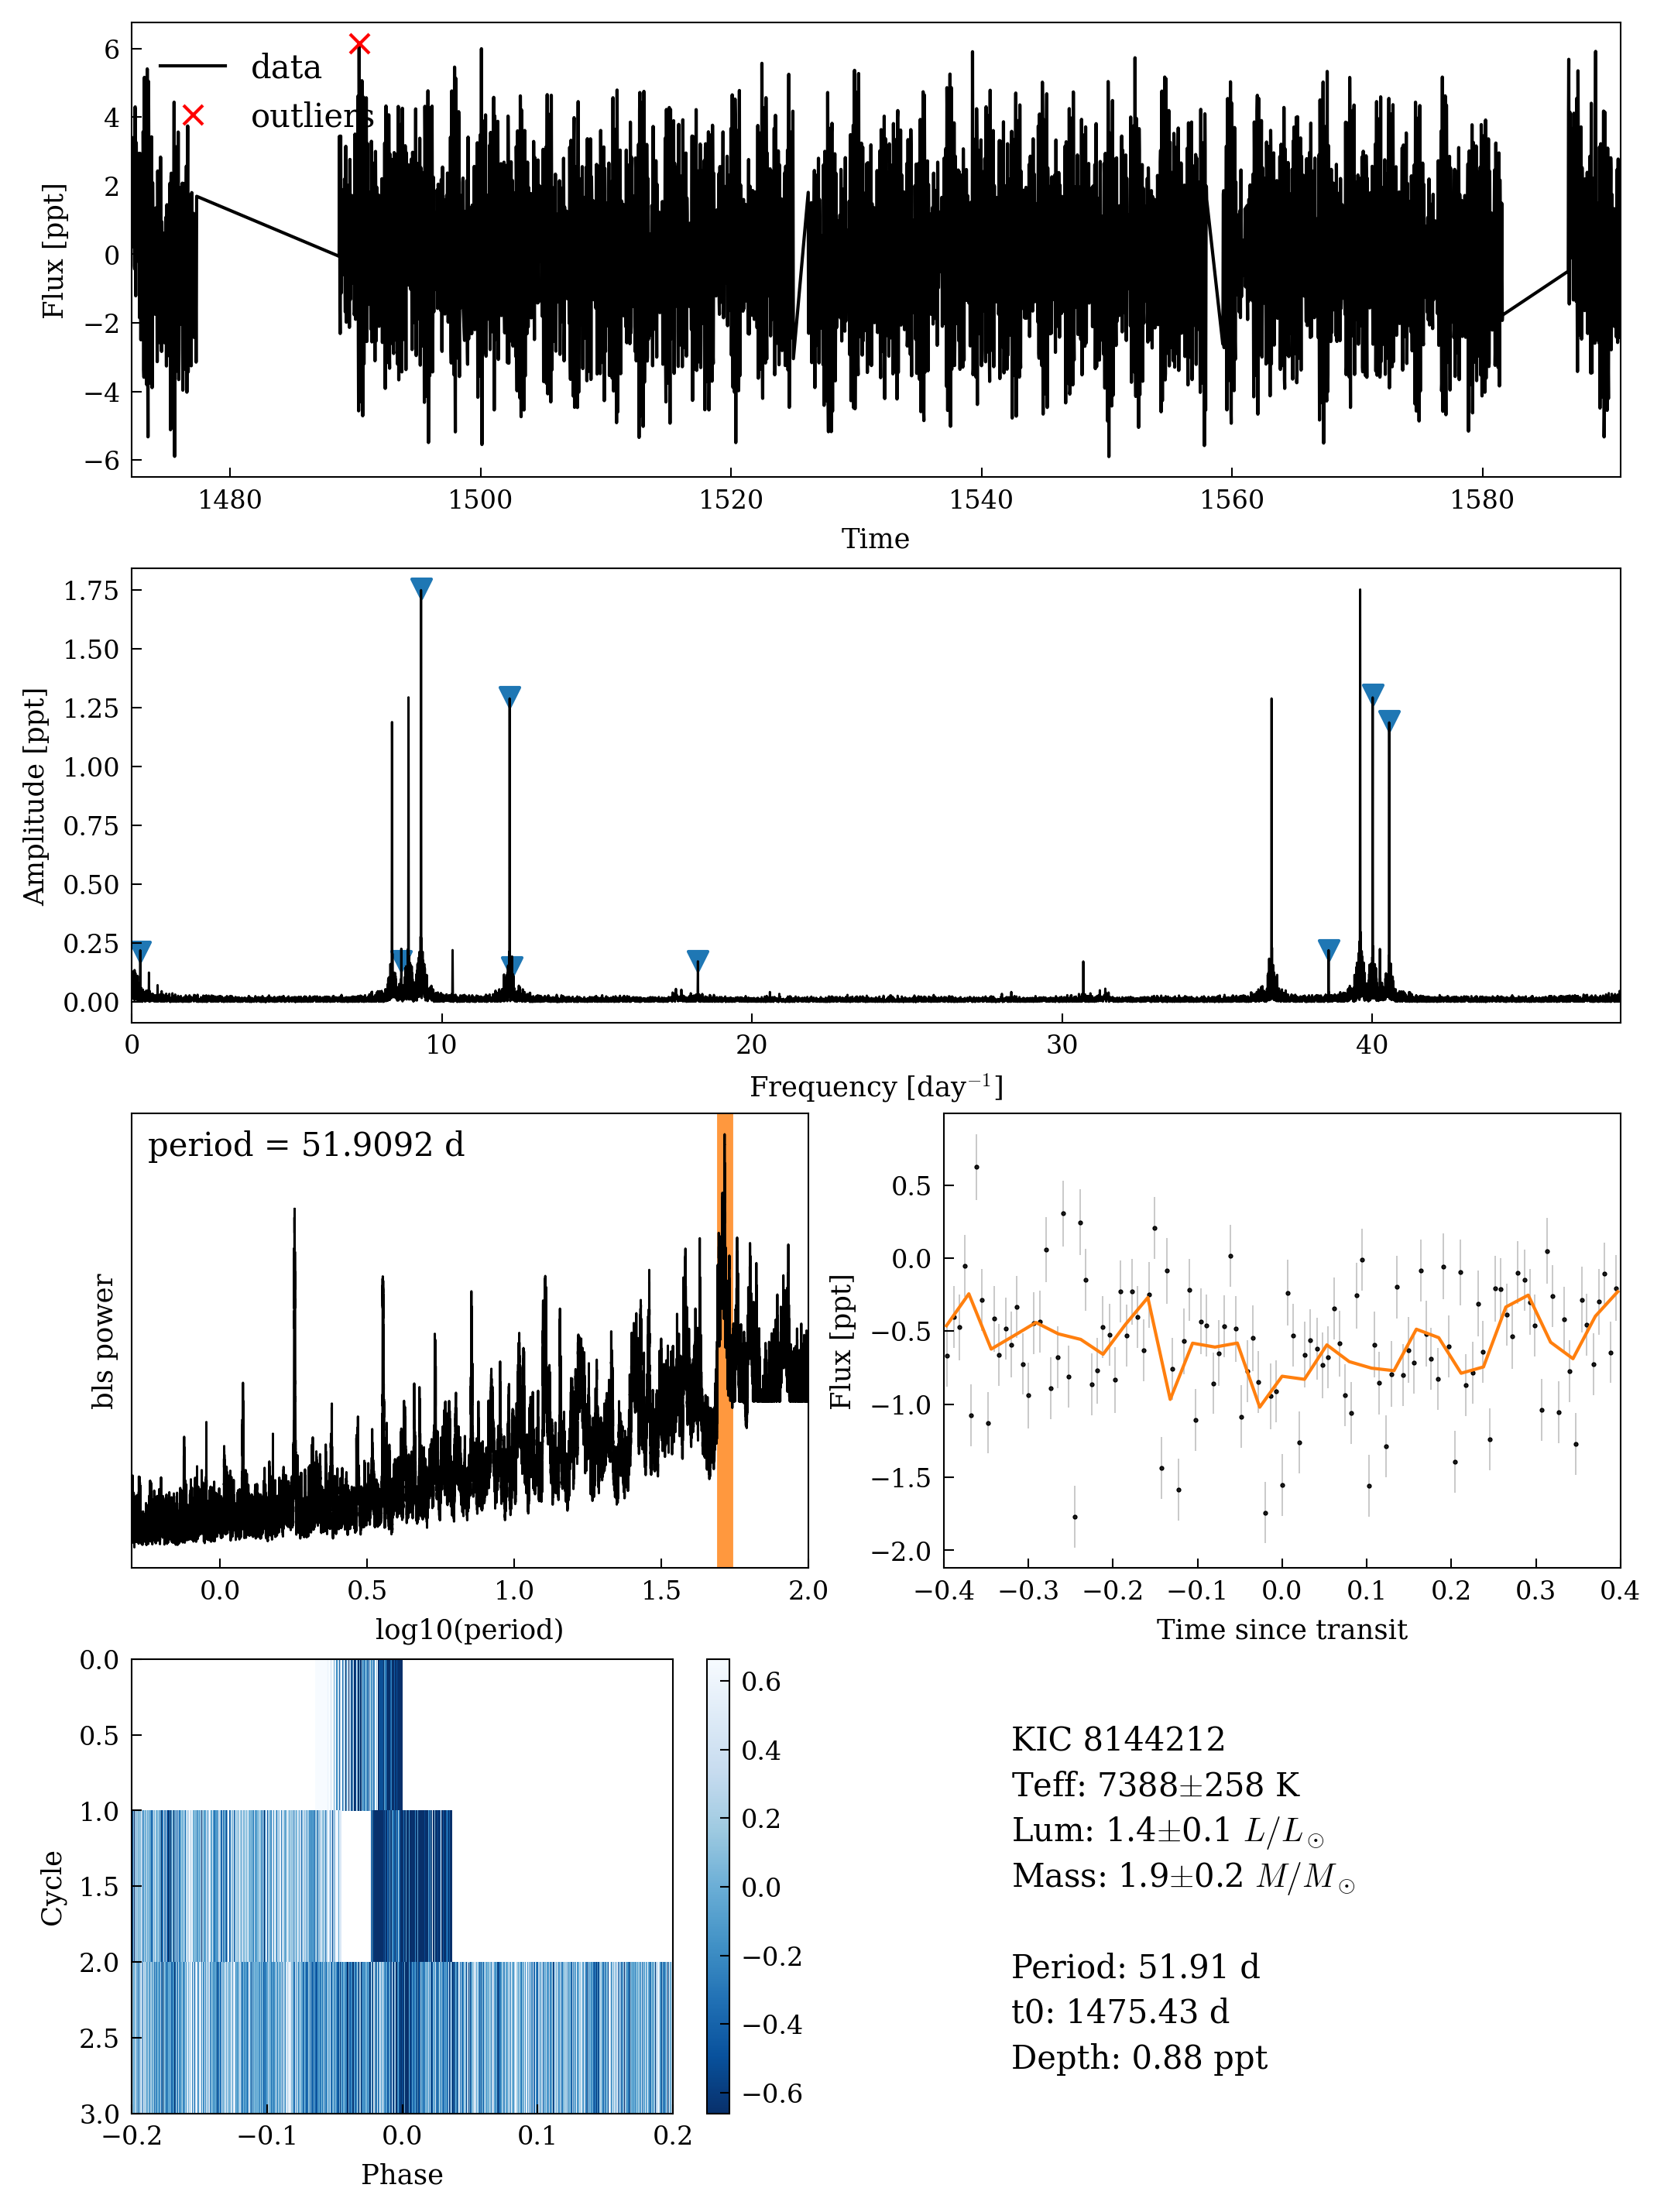 6
4
2
0
−2
−4
−6
Flux [ppt]
data
outliers
1480 1500 1520 1540 1560 1580
Time
1.75
1.50
1.25
1.00
0.75
0.50
0.25
0.00
Amplitude [ppt]
0 10 20 30 40
Frequency [day⁻¹]
period = 51.9092 d
bls power
0.0 0.5 1.0 1.5 2.0
log10(period)
0.5
0.0
−0.5
−1.0
−1.5
−2.0
Flux [ppt]
−0.4 −0.3 −0.2 −0.1 0.0 0.1 0.2 0.3 0.4
Time since transit
0.0
0.5
1.0
1.5
2.0
2.5
3.0
Cycle
−0.2 −0.1 0.0 0.1 0.2
Phase
0.6
0.4
0.2
0.0
−0.2
−0.4
−0.6
KIC 8144212
Teff: 7388±258 K
Lum: 1.4±0.1 L/L☉
Mass: 1.9±0.2 M/M☉
Period: 51.91 d
t0: 1475.43 d
Depth: 0.88 ppt